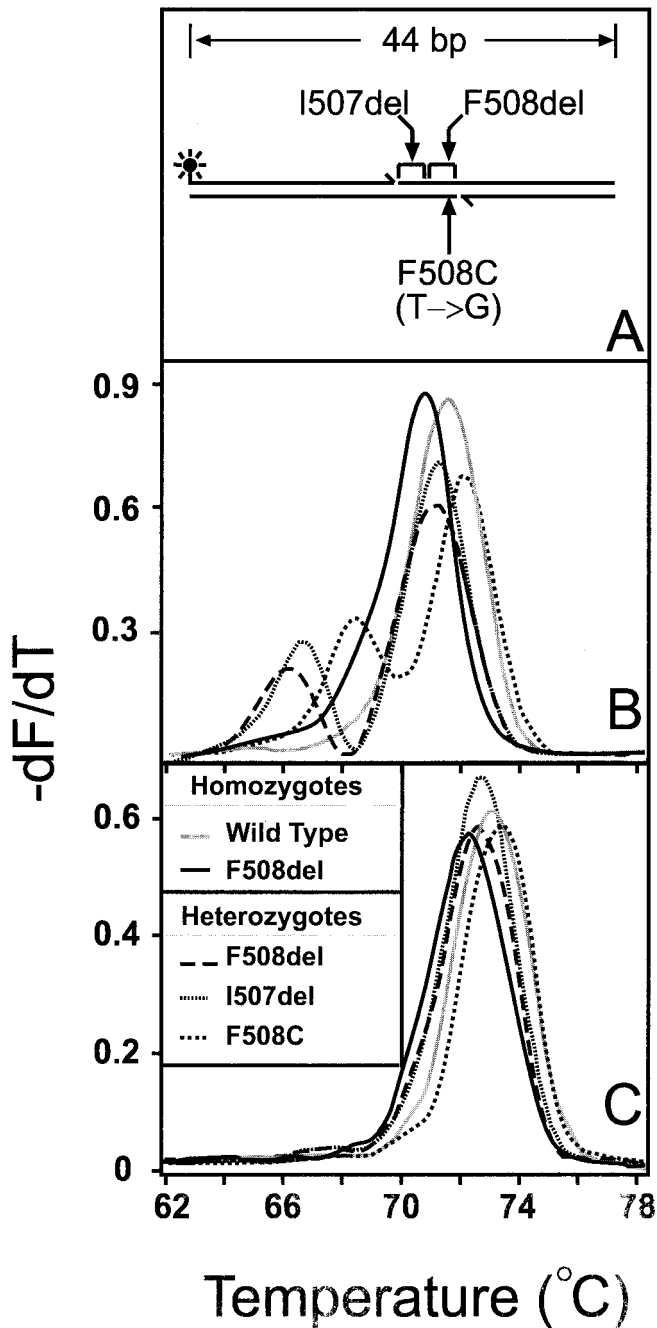 44 bp
I507del F508del
F508C
(T->G)
A
0.9
0.6
0.3
B
-dF/dT
Homozygotes
Wild Type
F508del
Heterozygotes
F508del
I507del
F508C
0.6
0.4
0.2
0
C
62 66 70 74 78
Temperature (°C)